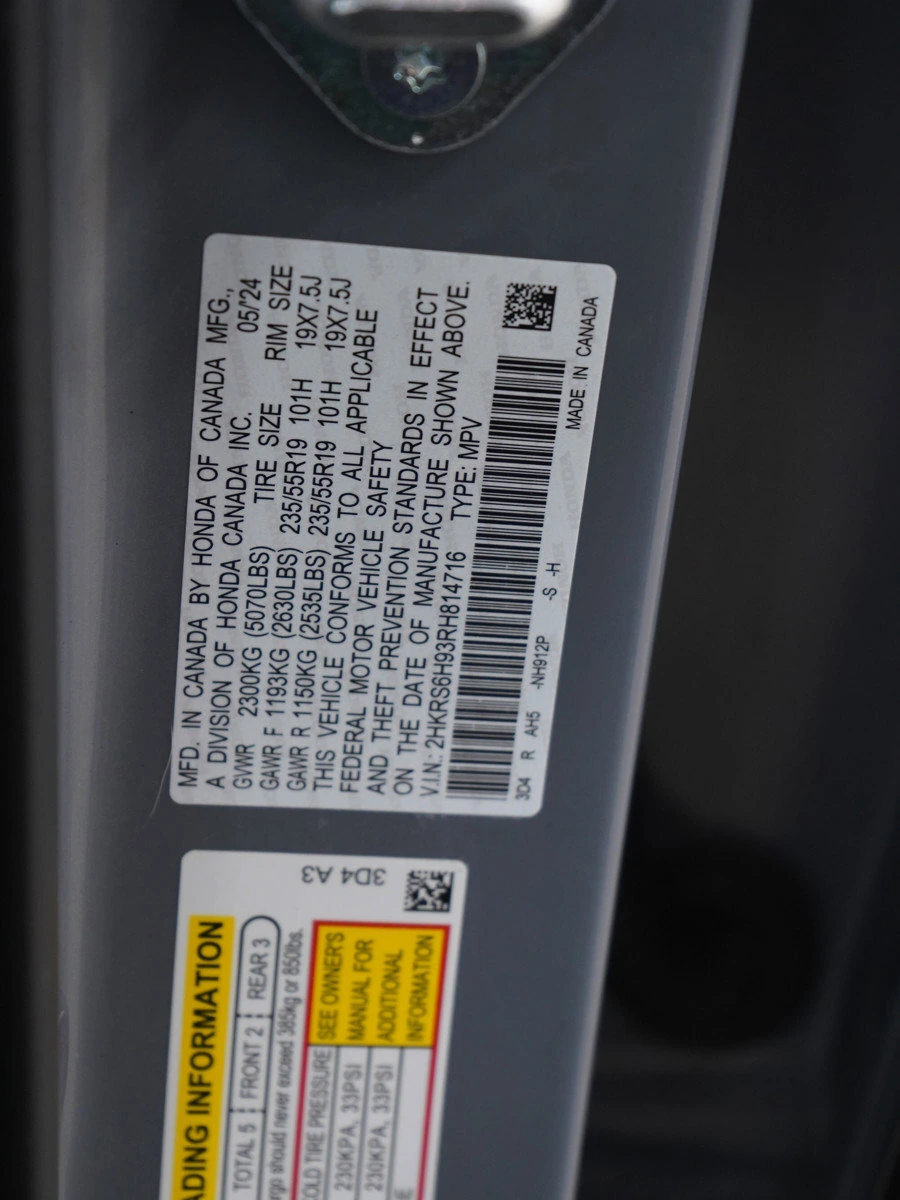 MFD. IN CANADA BY HONDA OF CANADA MFG.,
A DIVISION OF HONDA CANADA INC. 05/24
GVWR 2300KG (5070LBS) TIRE SIZE RIM SIZE
GAWR F 1193KG (2630LBS) 235/55R19 101H 19X7.5J
GAWR R 1150KG (2535LBS) 235/55R19 101H 19X7.5J
THIS VEHICLE CONFORMS TO ALL APPLICABLE
FEDERAL MOTOR VEHICLE SAFETY
AND THEFT PREVENTION STANDARDS IN EFFECT
ON THE DATE OF MANUFACTURE SHOWN ABOVE.
V.I.N.: 2HKRS6H93RH814716 TYPE: MPV
3D4 R AH5 -NH912P -S -H
MADE IN CANADA
3D4 A3
ADING INFORMATION
TOTAL 5 FRONT 2 REAR 3
rgo should never exceed 385kg or 850lbs.
COLD TIRE PRESSURE
230KPA, 33PSI
230KPA, 33PSI
SEE OWNER'S
MANUAL FOR
ADDITIONAL
INFORMATION